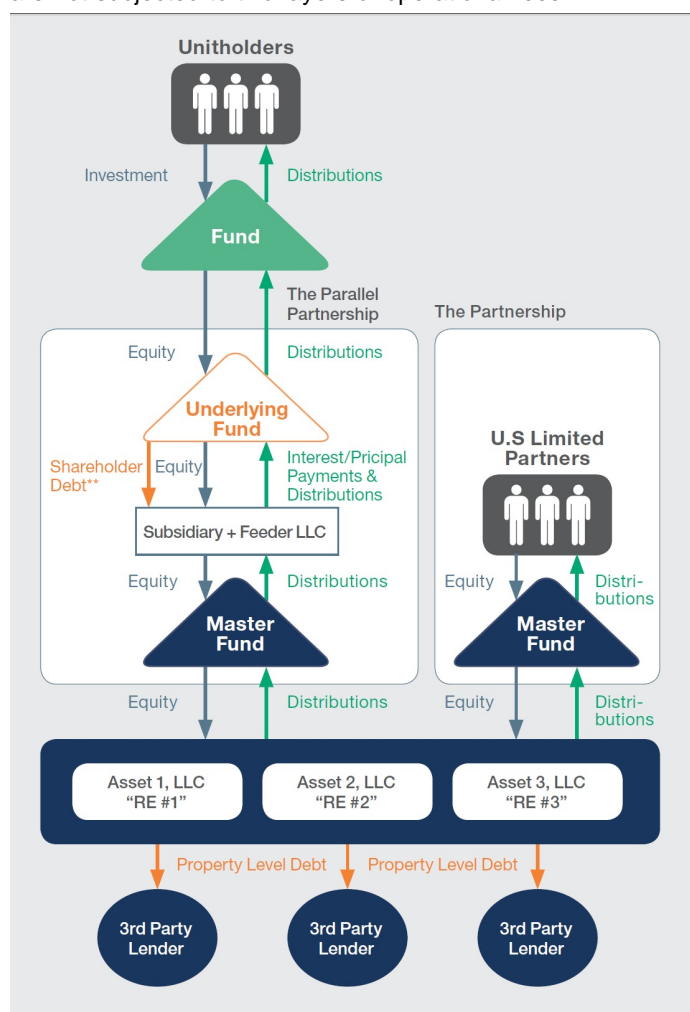 Unitholders
Investment
Distributions
Fund
The Parallel
Partnership
The Partnership
Equity
Distributions
Underlying
Fund
Shareholder
Debt**
Equity
Interest/Pricipal
Payments &
Distributions
U.S Limited
Partners
Subsidiary + Feeder LLC
Equity
Distributions
Equity
Distri-
butions
Master
Fund
Master
Fund
Equity
Distributions
Equity
Distri-
butions
Asset 1, LLC
“RE #1”
Asset 2, LLC
“RE #2”
Asset 3, LLC
“RE #3”
Property Level Debt
Property Level Debt
3rd Party
Lender
3rd Party
Lender
3rd Party
Lender